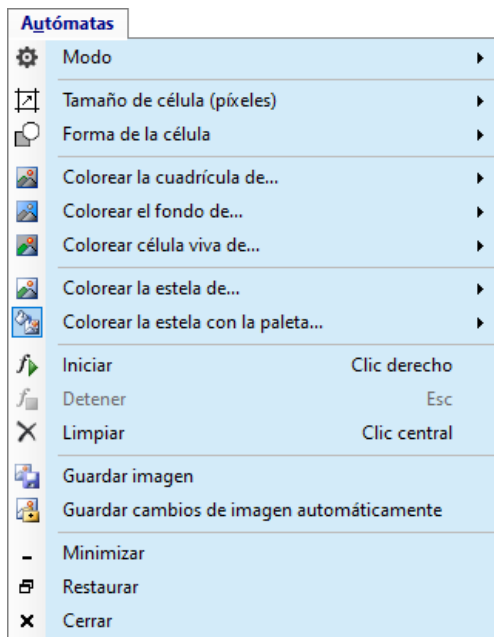 Autómatas
Modo
Tamaño de célula (píxeles)
Forma de la célula
Colorear la cuadrícula de...
Colorear el fondo de...
Colorear célula viva de...
Colorear la estela de...
Colorear la estela con la paleta...
Iniciar Clic derecho
Detener Esc
Limpiar Clic central
Guardar imagen
Guardar cambios de imagen automáticamente
Minimizar
Restaurar
Cerrar